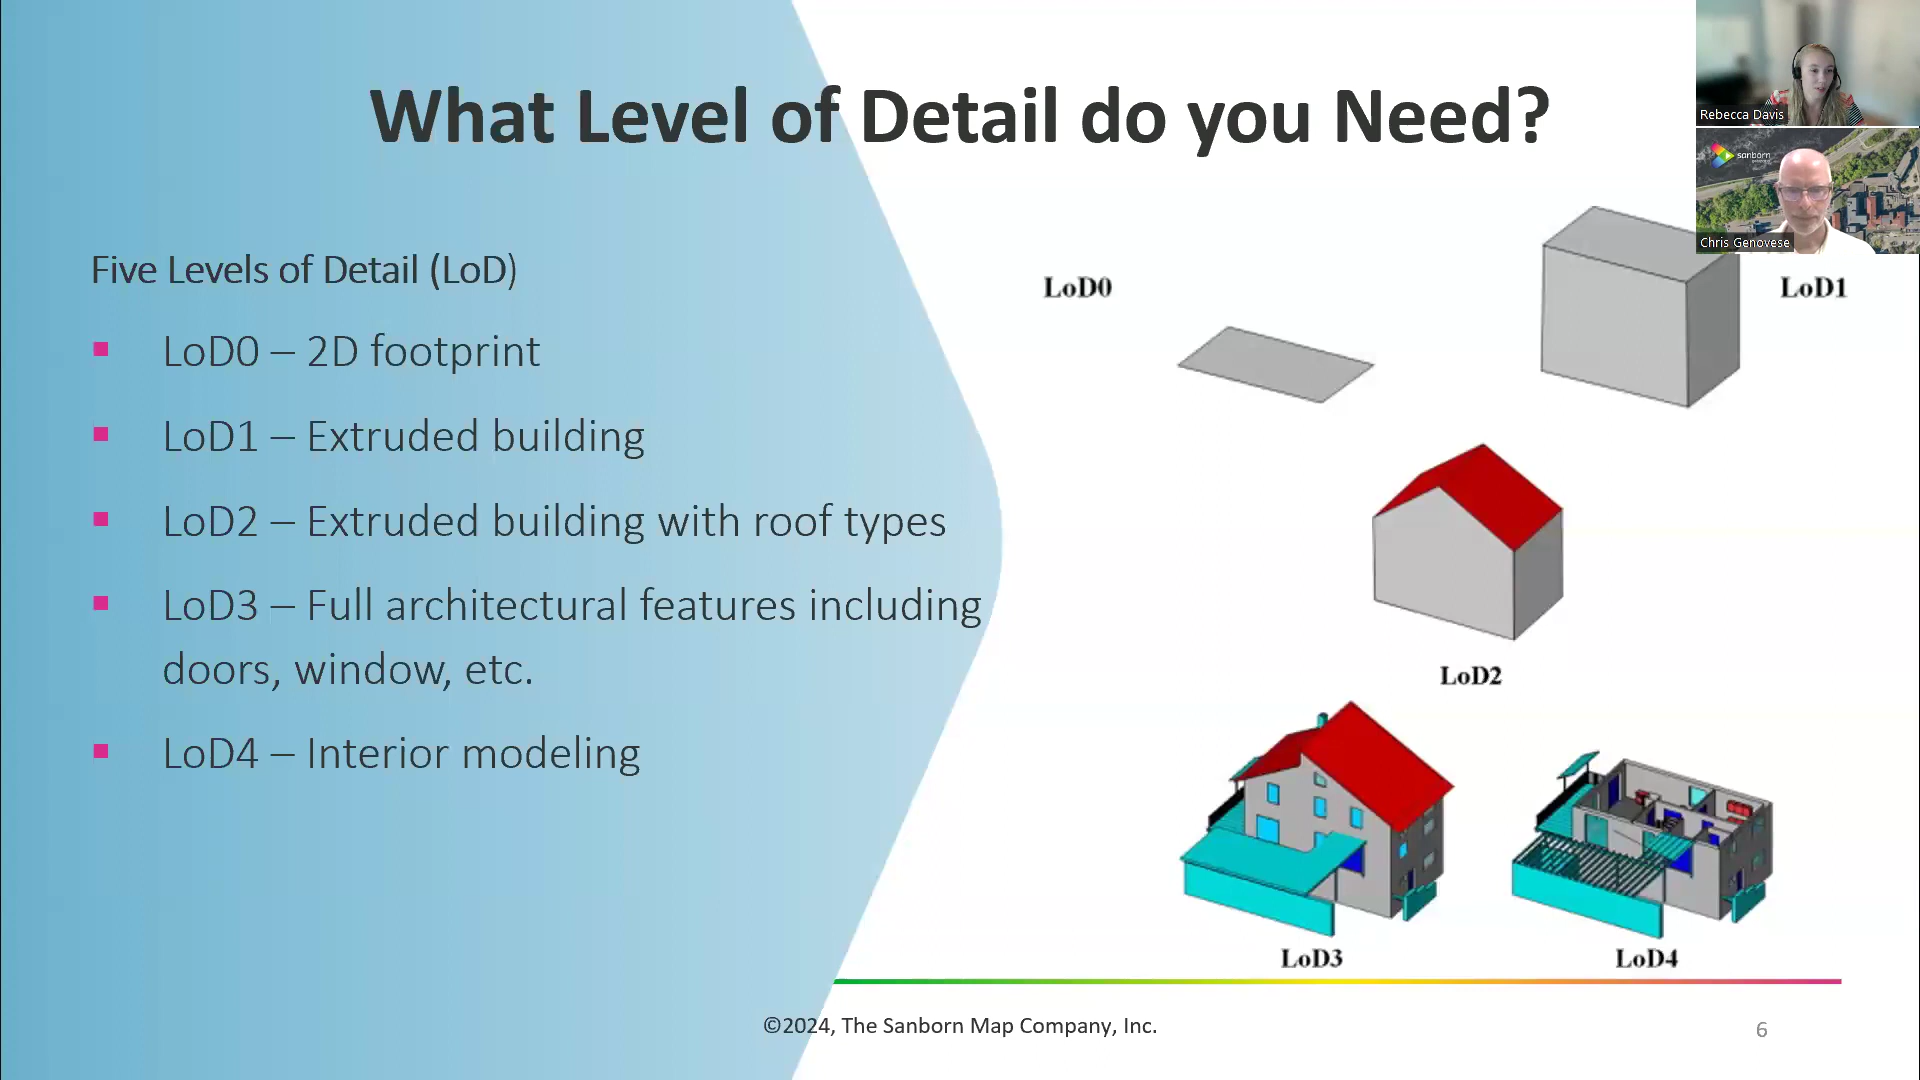 What Level of Detail do you Need?
Five Levels of Detail (LoD)
LoD0 – 2D footprint
LoD1 – Extruded building
LoD2 – Extruded building with roof types
LoD3 – Full architectural features including
doors, window, etc.
LoD4 – Interior modeling
LoD0
LoD1
LoD2
LoD3
LoD4
Rebecca Davis
sanborn
Chris Genovese
©2024, The Sanborn Map Company, Inc.
6